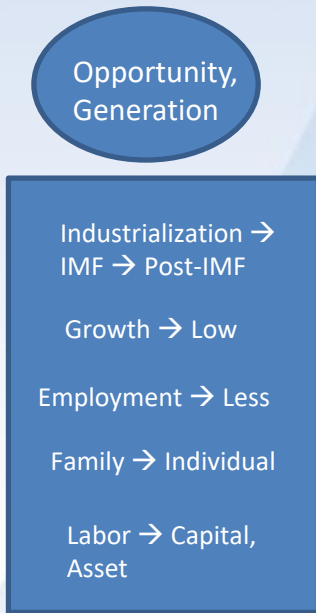 Opportunity,
Generation
Industrialization →
IMF → Post-IMF
Growth → Low
Employment → Less
Family → Individual
Labor → Capital,
Asset